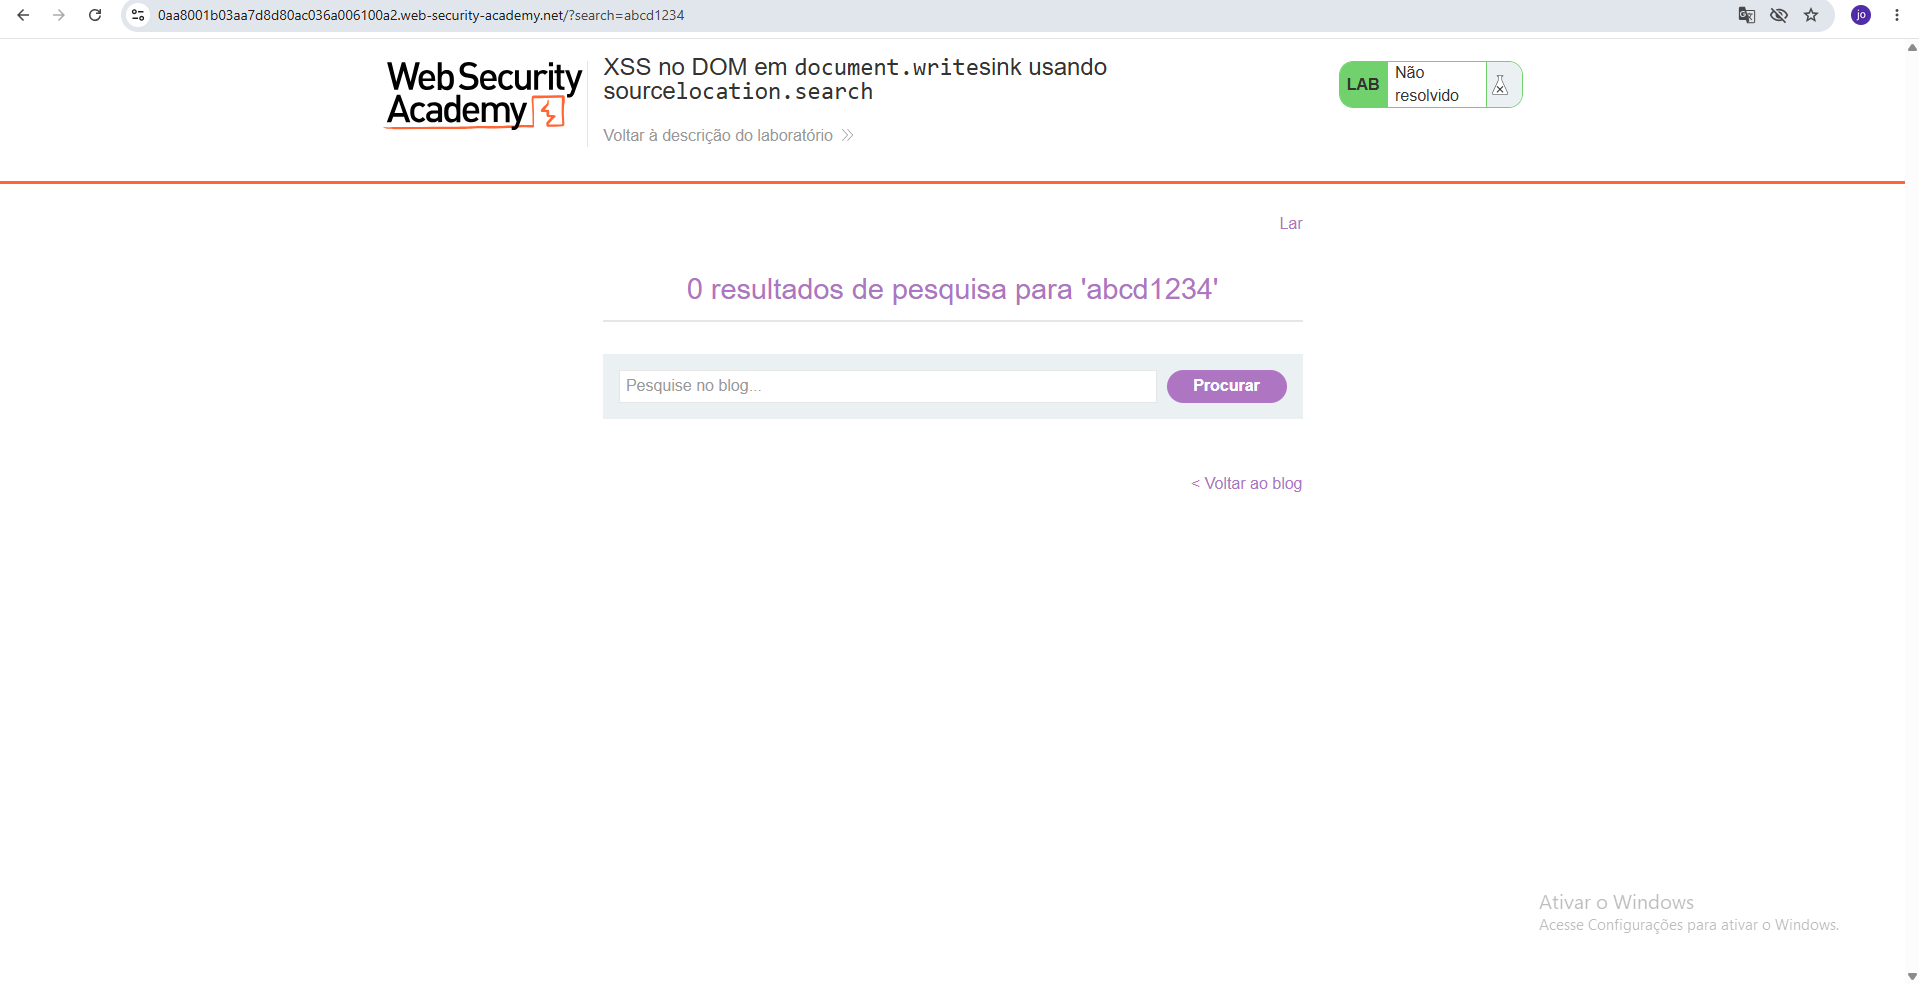 0aa8001b03aa7d8d80ac036a006100a2.web-security-academy.net/?search=abcd1234
jo
Web Security
Academy
XSS no DOM em document.writesink usando
sourcelocation.search
Voltar à descrição do laboratório
LAB
Não
resolvido
Lar
0 resultados de pesquisa para 'abcd1234'
Pesquise no blog...
Procurar
< Voltar ao blog
Ativar o Windows
Acesse Configurações para ativar o Windows.